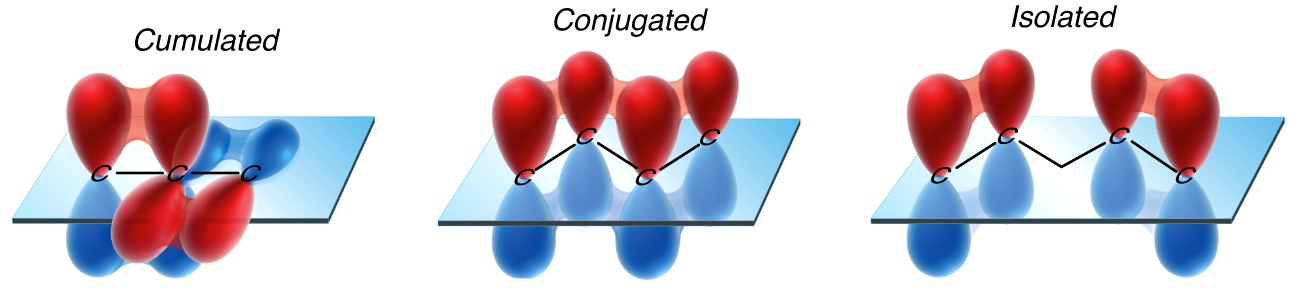 Cumulated
Conjugated
Isolated
C C C
C C C C
C C C C